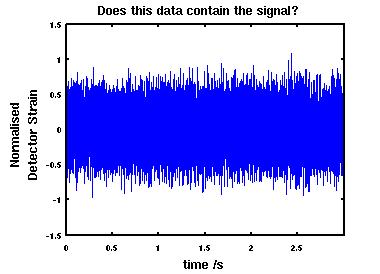 Does this data contain the signal?
1.5
1
0.5
0
-0.5
-1
-1.5
Normalised
Detector Strain
0 0.5 1 1.5 2 2.5
time /s